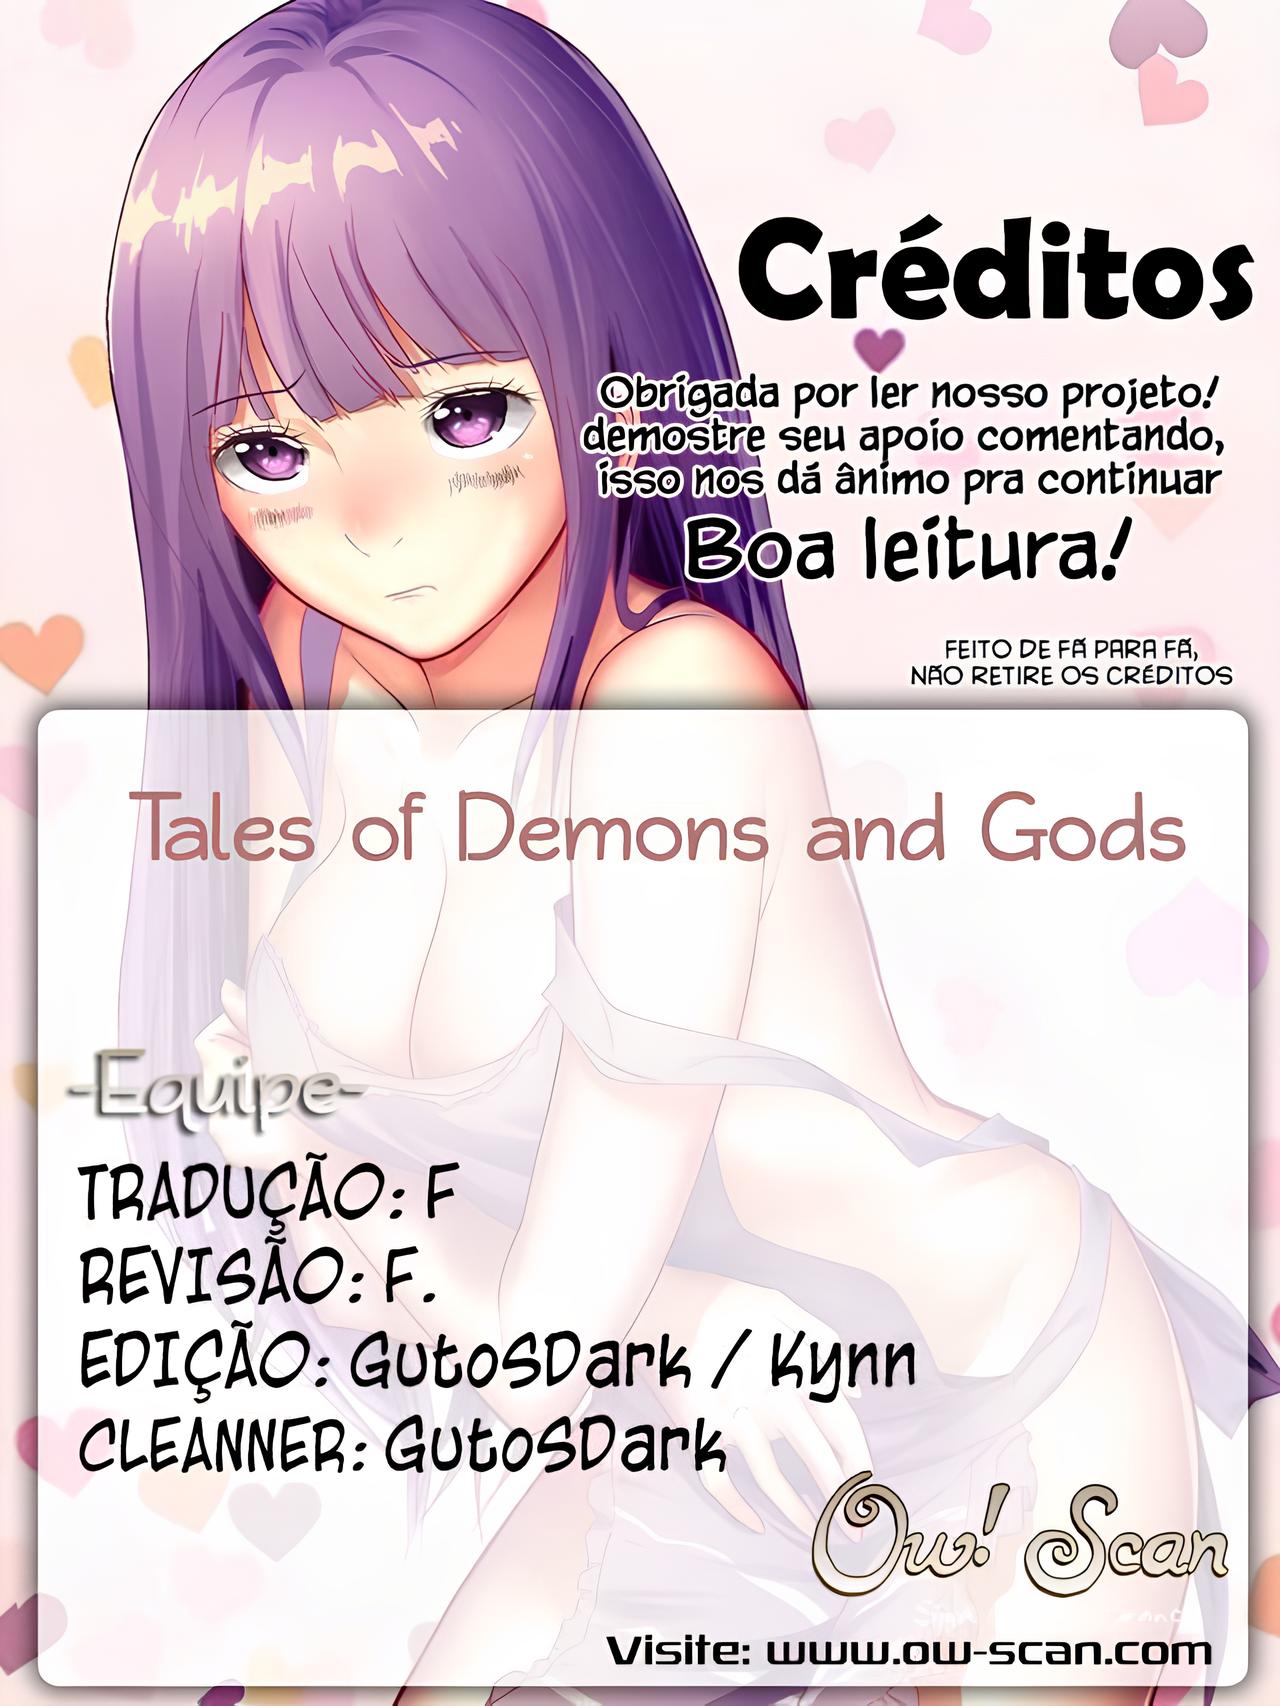 Créditos
Obrigada por ler nosso projeto!
demostre seu apoio comentando,
isso nos dá ânimo pra continuar
Boa leitura!
FEITO DE FÃ PARA FÃ,
NÃO RETIRE OS CRÉDITOS
Tales of Demons and Gods
-Equipe-
TRADUÇÃO: F
REVISÃO: F.
EDIÇÃO: GutosDark / Kynn
CLEANNER: GutosDark
Ow! Scan
Visite: www.ow-scan.com